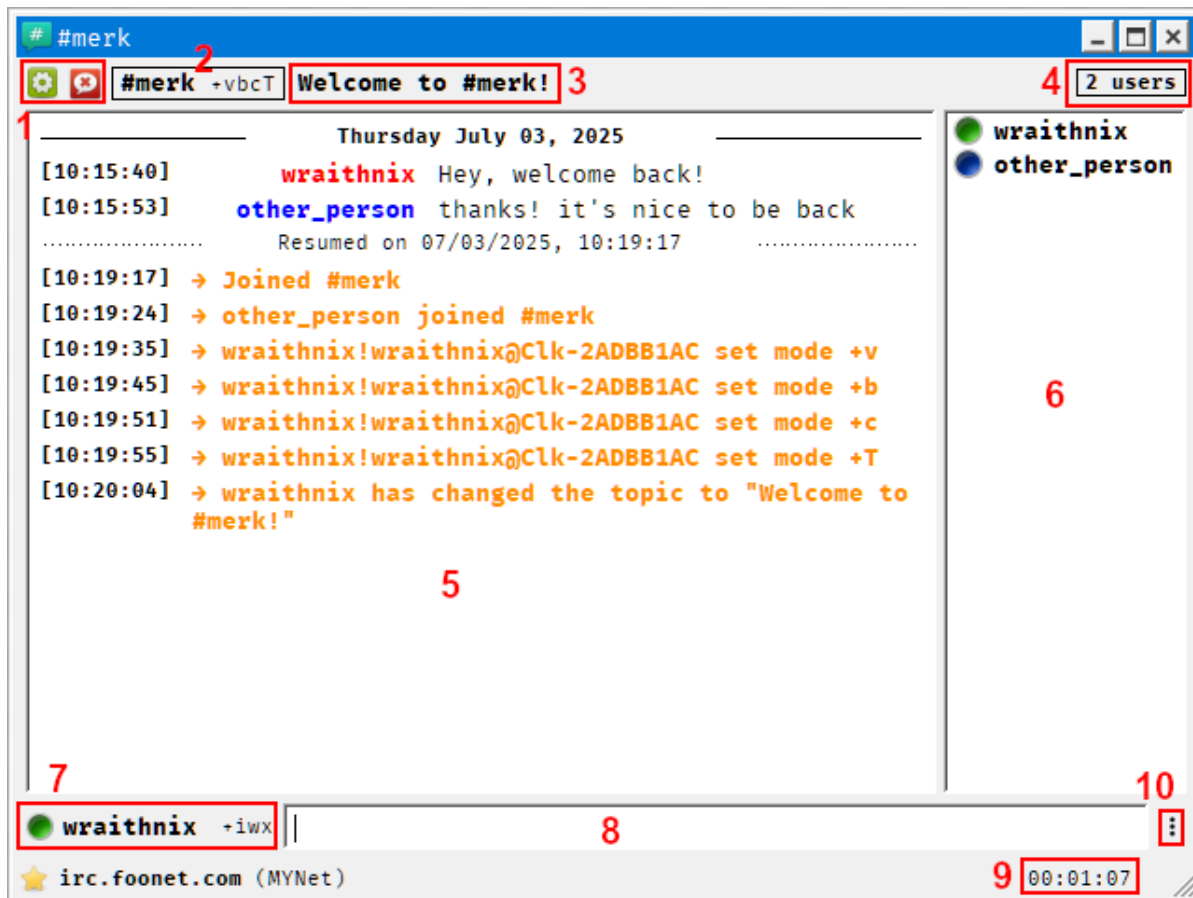 #merk
2
#merk +vbcT Welcome to #merk! 3 4 2 users
1
Thursday July 03, 2025
[10:15:40] wraithnix Hey, welcome back!
[10:15:53] other_person thanks! it's nice to be back
Resumed on 07/03/2025, 10:19:17
[10:19:17] → Joined #merk
[10:19:24] → other_person joined #merk
[10:19:35] → wraithnix!wraithnix@Clk-2ADBB1AC set mode +v
[10:19:45] → wraithnix!wraithnix@Clk-2ADBB1AC set mode +b
[10:19:51] → wraithnix!wraithnix@Clk-2ADBB1AC set mode +c
[10:19:55] → wraithnix!wraithnix@Clk-2ADBB1AC set mode +T
[10:20:04] → wraithnix has changed the topic to "Welcome to
#merk!"
5
wraithnix
other_person
6
7
10
wraithnix +iwx
8
irc.foonet.com (MYNet)
9 00:01:07